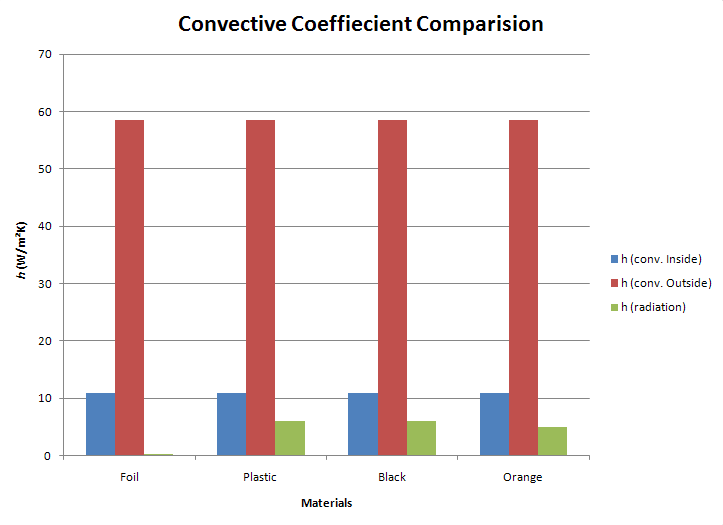 Convective Coeffiecient Comparision
70
60
50
40
30
20
10
0
h (W/m²K)
Foil
Plastic
Black
Orange
Materials
h (conv. Inside)
h (conv. Outside)
h (radiation)